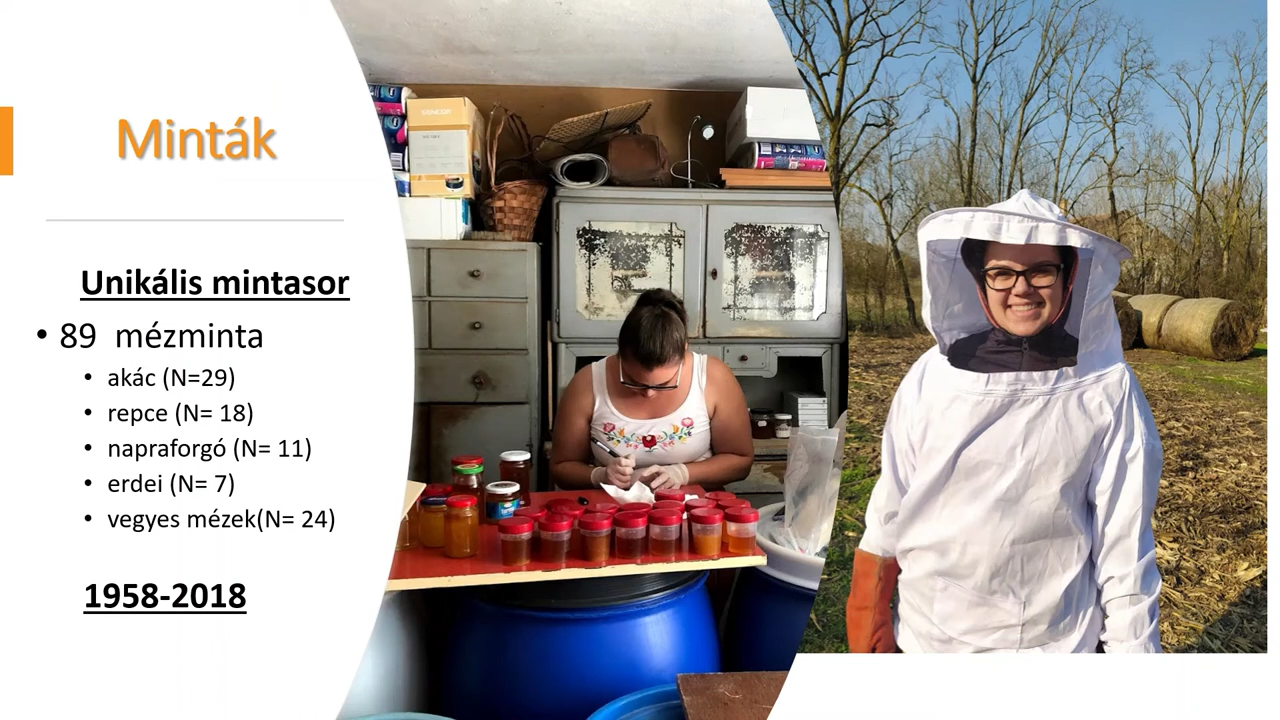 Minták
Unikális mintasor
• 89 mézminta
• akác (N=29)
• repce (N= 18)
• napraforgó (N= 11)
• erdei (N= 7)
• vegyes mézek(N= 24)
1958-2018